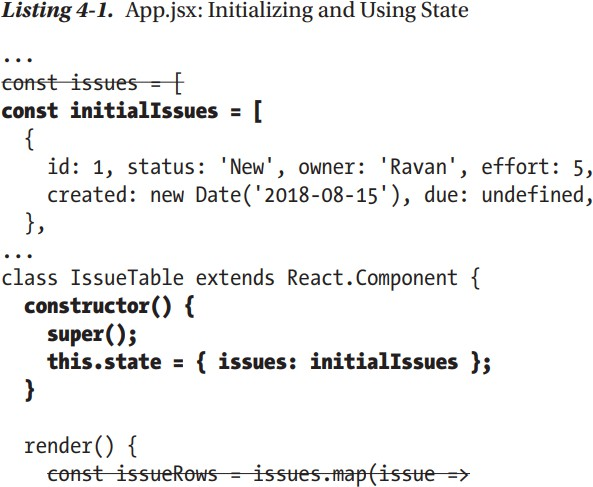 Listing 4-1. App.jsx: Initializing and Using State
...
const issues = [
const initialIssues = [
  {
    id: 1, status: 'New', owner: 'Ravan', effort: 5,
    created: new Date('2018-08-15'), due: undefined,
  },
...
class IssueTable extends React.Component {
  constructor() {
    super();
    this.state = { issues: initialIssues };
  }
  render() {
    const issueRows = issues.map(issue =>